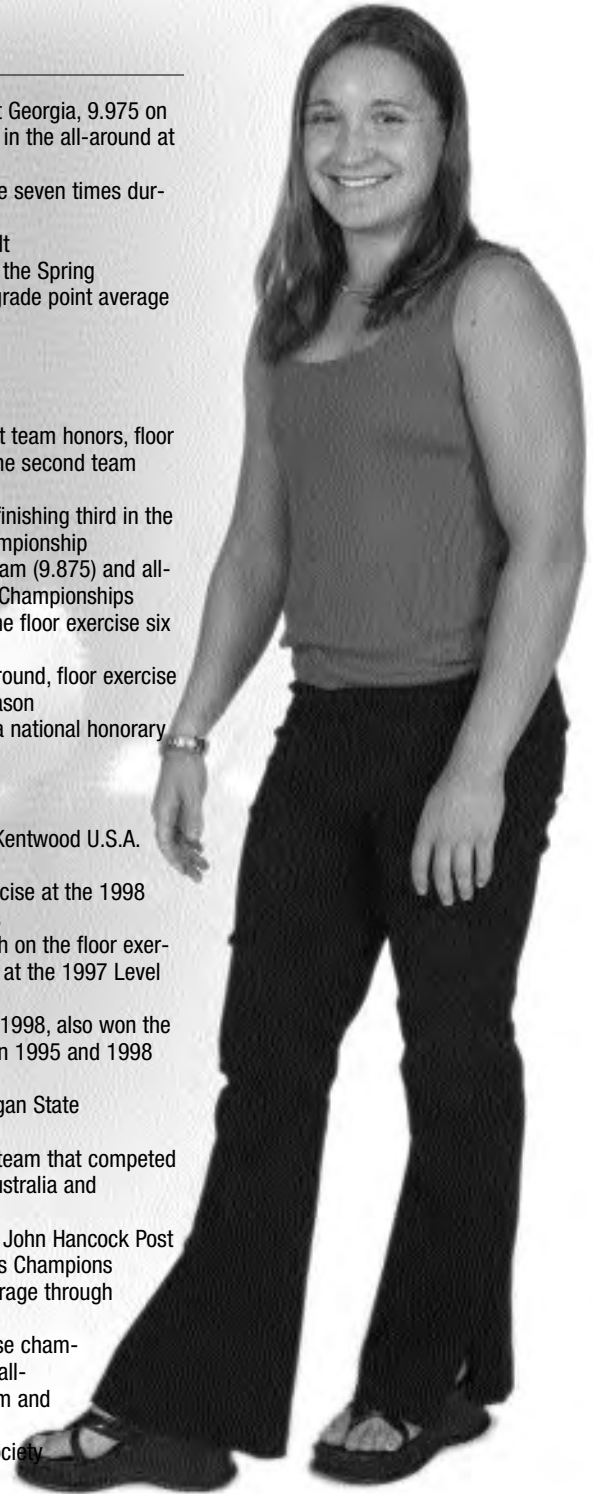 t Georgia, 9.975 on
in the all-around at
e seven times dur-
lt
the Spring
grade point average
t team honors, floor
he second team
finishing third in the
mpionship
am (9.875) and all-
Championships
he floor exercise six
round, floor exercise
ason
a national honorary
Kentwood U.S.A.
cise at the 1998
h on the floor exer-
at the 1997 Level
1998, also won the
n 1995 and 1998
gan State
team that competed
ustralia and
John Hancock Post
s Champions
rage through
se cham-
all-
m and
ociety